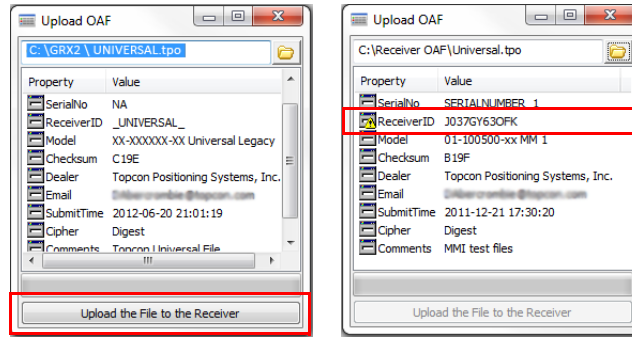 Upload OAF
C: \GRX2 \ UNIVERSAL.tpo
Property Value
SerialNo NA
ReceiverID _UNIVERSAL_
Model XX-XXXXXX-XX Universal Legacy
Checksum C19E
Dealer Topcon Positioning Systems, Inc.
Email
SubmitTime 2012-06-20 21:01:19
Cipher Digest
Comments Topcon Universal File
Upload the File to the Receiver
Upload OAF
C:\Receiver OAF\Universal.tpo
Property Value
SerialNo SERIALNUMBER_1
ReceiverID J037GY63OFK
Model 01-100500-xx MM 1
Checksum B19F
Dealer Topcon Positioning Systems, Inc.
Email
SubmitTime 2011-12-21 17:30:20
Cipher Digest
Comments MMI test files
Upload the File to the Receiver